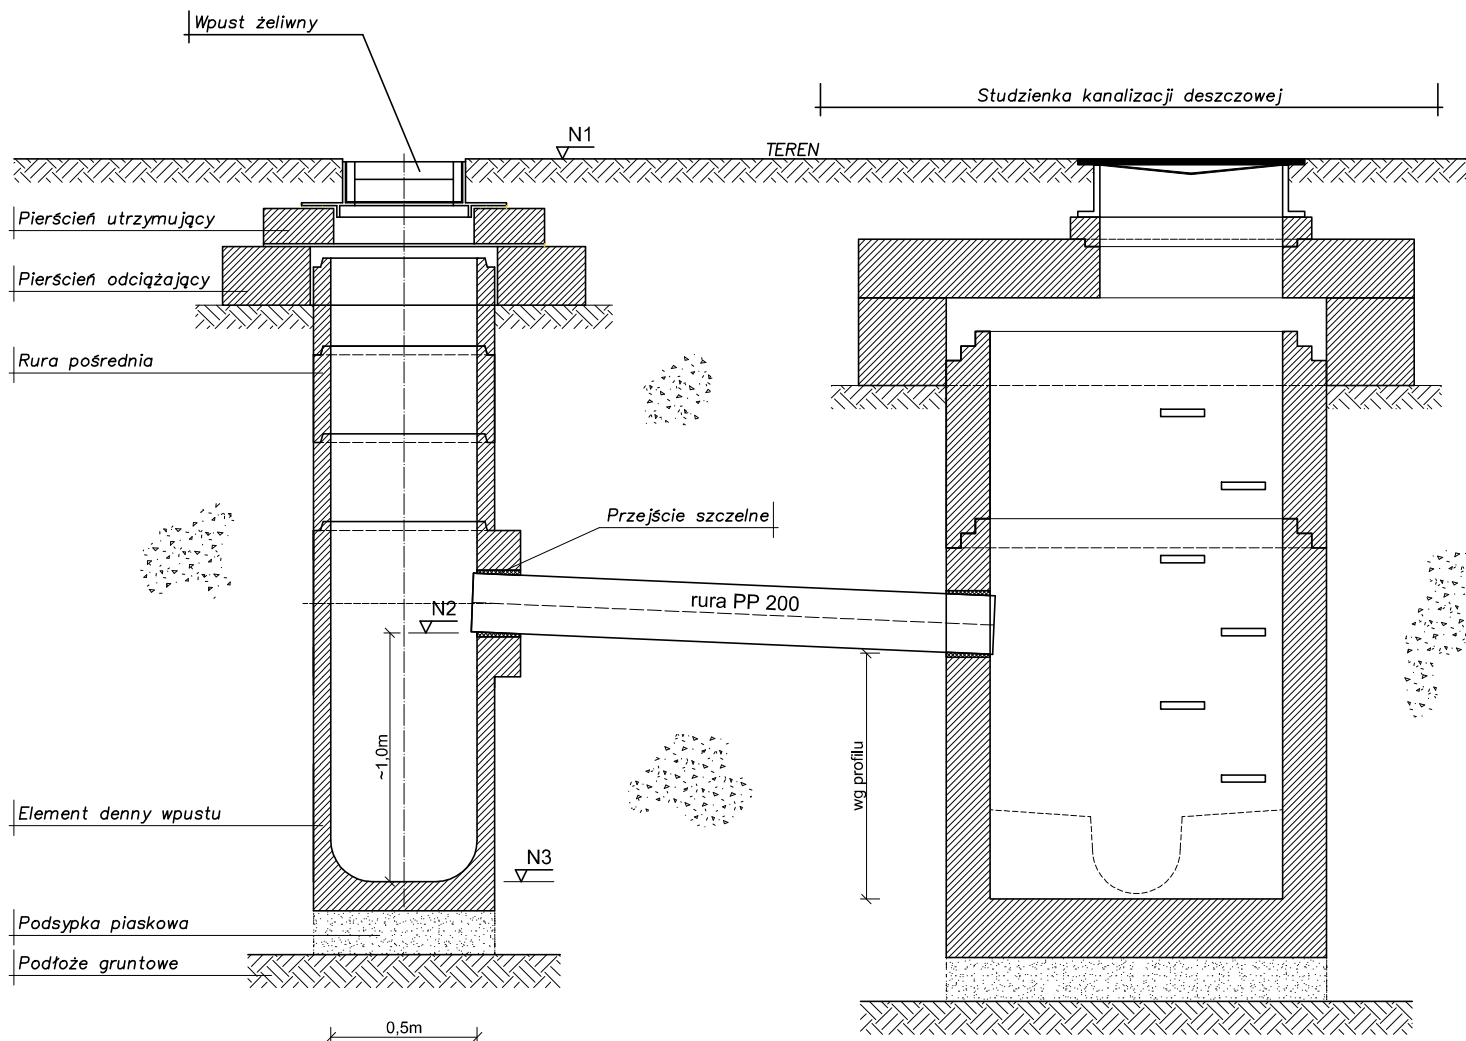 Wpust żeliwny
Studzienka kanalizacji deszczowej
N1
TEREN
Pierścień utrzymujący
Pierścień odciążający
Rura pośrednia
Przejście szczelne
rura PP 200
N2
~1,0m
wg profilu
Element denny wpustu
N3
Podsypka piaskowa
Podłoże gruntowe
0,5m